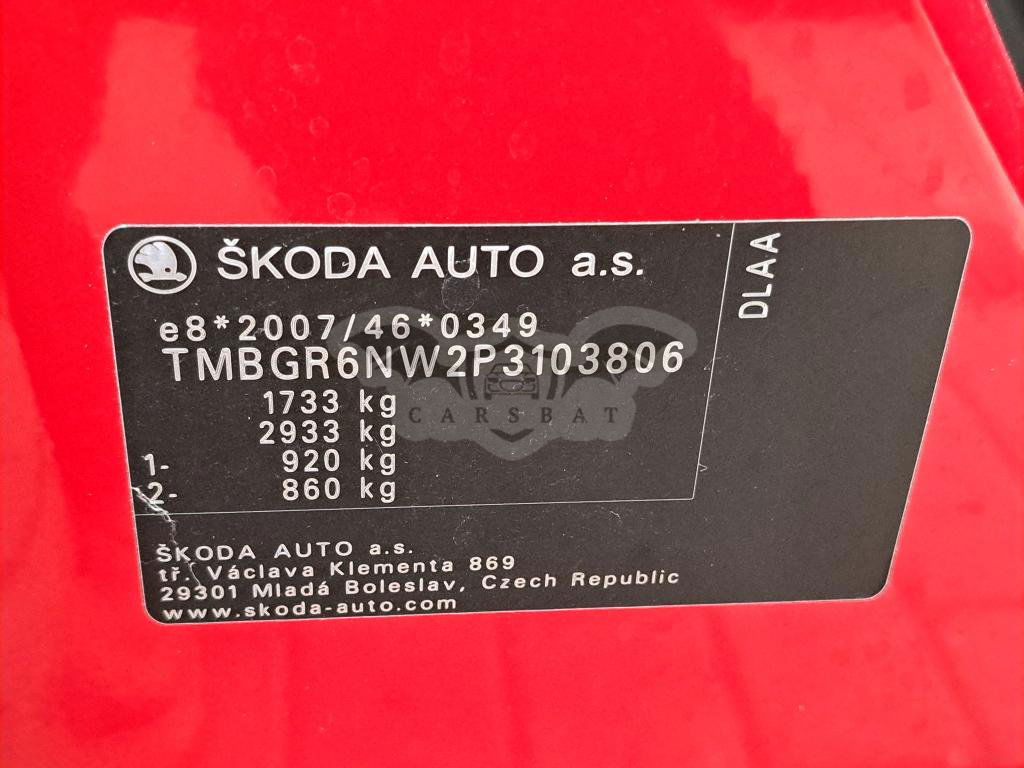 ŠKODA AUTO a.s.
DLAA
e8*2007/46*0349
TMBGR6NW2P3103806
1733 kg
CARSBAT
2933 kg
1- 920 kg
2- 860 kg
ŠKODA AUTO a.s.
tř. Václava Klementa 869
29301 Mladá Boleslav, Czech Republic
www.skoda-auto.com